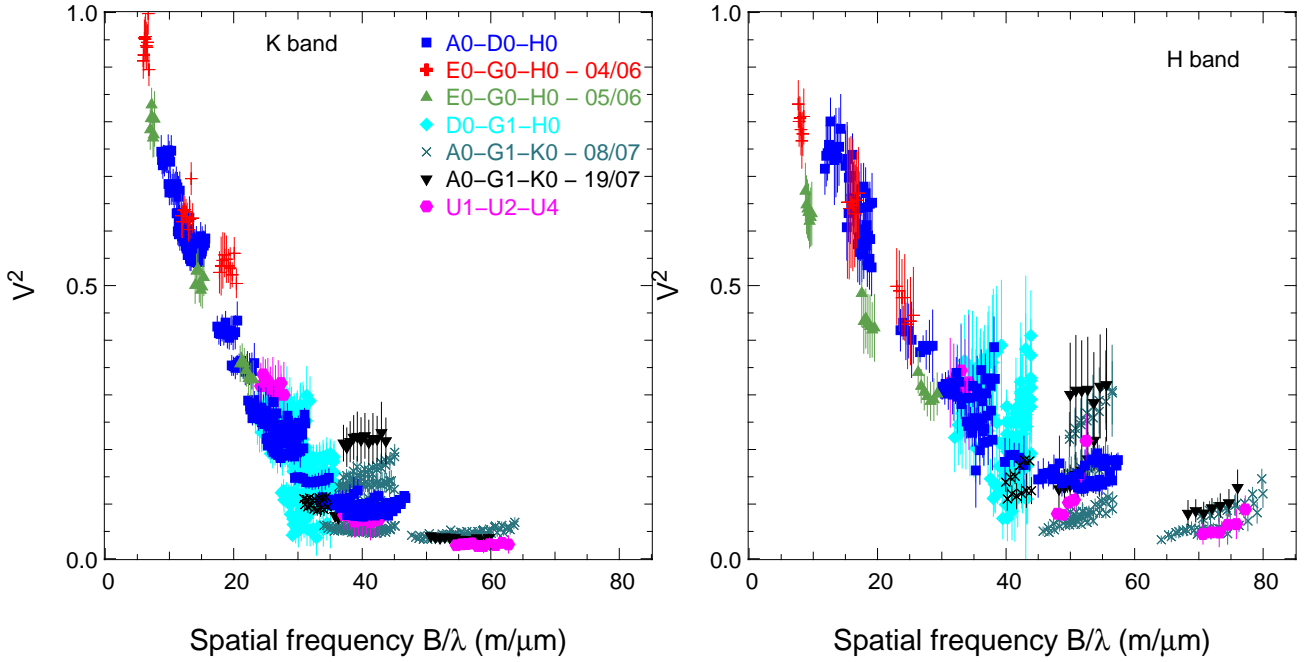 K band
A0−D0−H0
E0−G0−H0 − 04/06
E0−G0−H0 − 05/06
D0−G1−H0
A0−G1−K0 − 08/07
A0−G1−K0 − 19/07
U1−U2−U4
1.0
0.5
0.0
V²
0 20 40 60 80
Spatial frequency B/λ (m/μm)
H band
1.0
0.5
0.0
V²
0 20 40 60 80
Spatial frequency B/λ (m/μm)